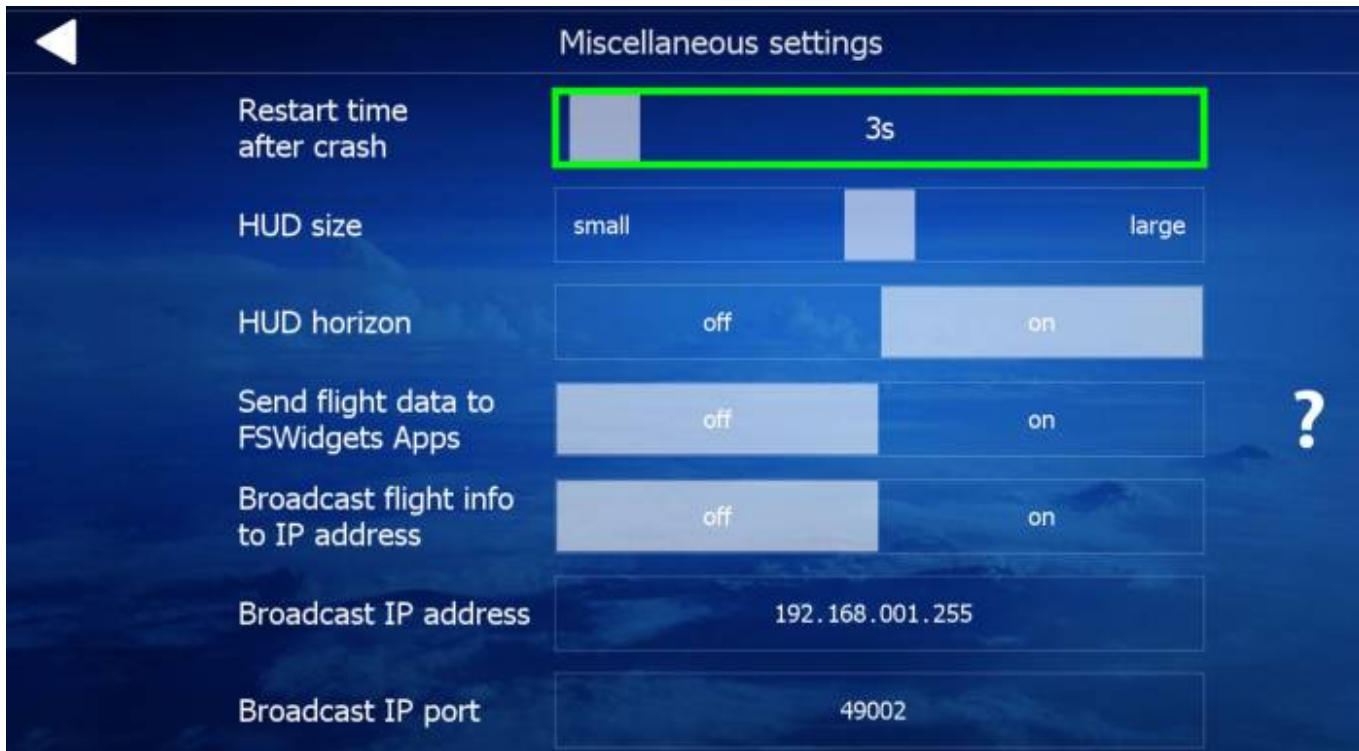 Miscellaneous settings
Restart time
after crash
3s
HUD size
small
large
HUD horizon
off
on
Send flight data to
FSWidgets Apps
off
on
?
Broadcast flight info
to IP address
off
on
Broadcast IP address
192.168.001.255
Broadcast IP port
49002